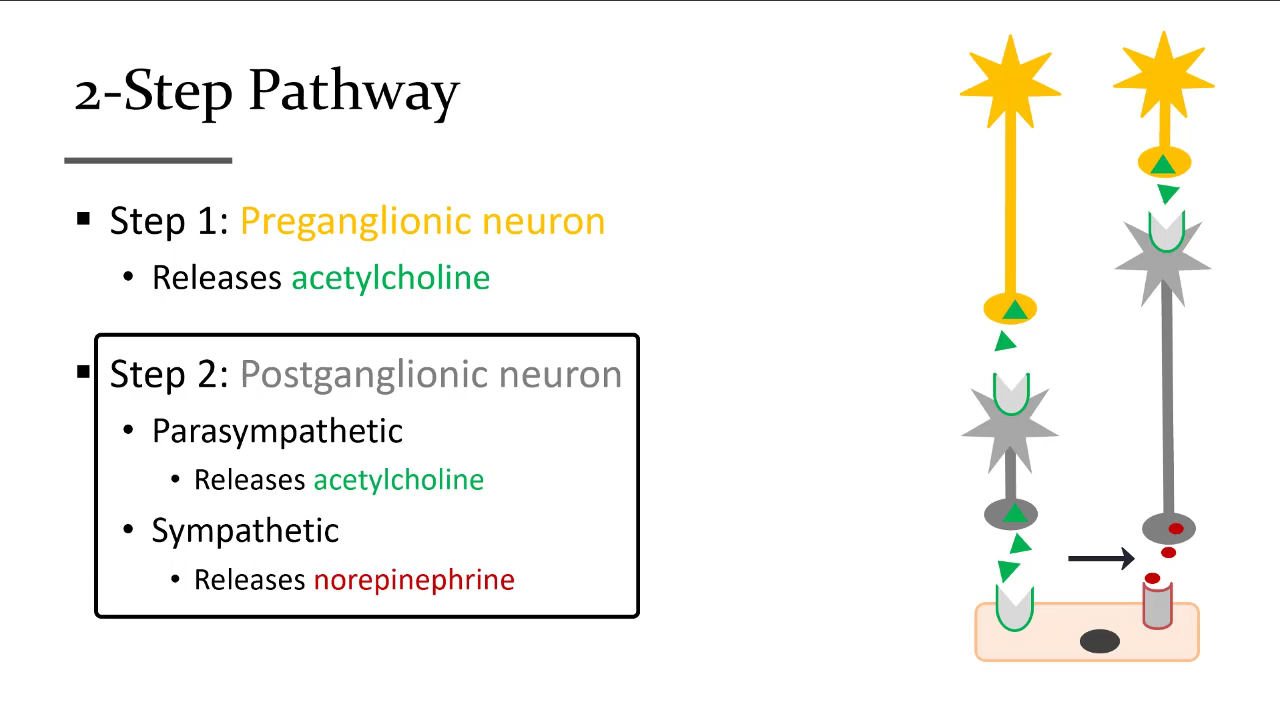 2-Step Pathway
▪ Step 1: Preganglionic neuron
• Releases acetylcholine
▪ Step 2: Postganglionic neuron
• Parasympathetic
• Releases acetylcholine
• Sympathetic
• Releases norepinephrine